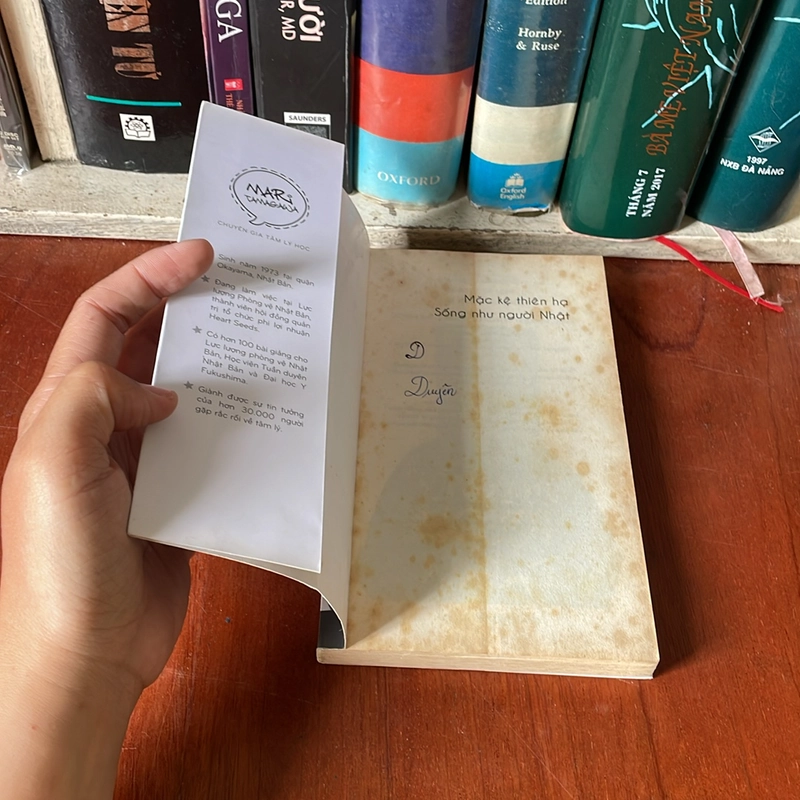 ỆN TỬ
GA
ƯỜI
R, MD
SAUNDERS
OXFORD
Edition
Hornby
& Ruse
Oxford
English
BÀ MẸ VIỆT NAM
THÁNG 7
NĂM 2017
1997
NXB ĐÀ NẴNG
MARI
TAMAGAWA
CHUYÊN GIA TÂM LÝ HỌC
Sinh năm 1973 tại quận
Okayama, Nhật Bản.
★ Đang làm việc tại Lực
lượng Phòng vệ Nhật Bản,
thành viên hội đồng quản
trị tổ chức phi lợi nhuận
Heart Seeds.
★ Có hơn 100 bài giảng cho
Lực lượng phòng vệ Nhật
Bản, Học viện Tuần duyên
Nhật Bản và Đại học Y
Fukushima.
★ Giành được sự tin tưởng
của hơn 30.000 người
gặp rắc rối về tâm lý.
Mặc kệ thiên hạ
Sống như người Nhật
D
Duyên